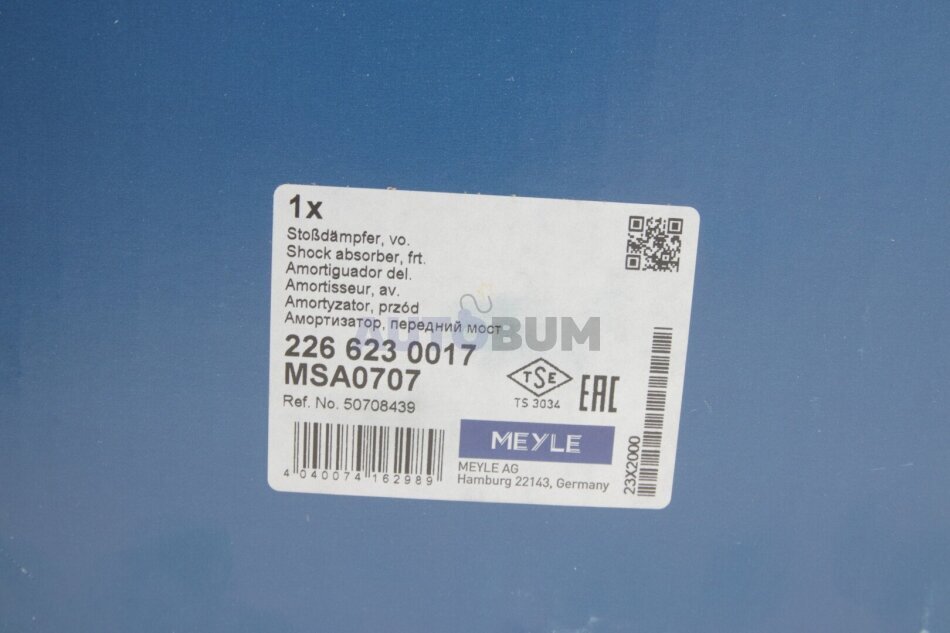 1x
Stoßdämpfer, vo.
Shock absorber, frt.
Amortiguador del.
Amortisseur, av.
Amortyzator, przód
Амортизатор, передний мост
AUTOBUM
226 623 0017
MSA0707
TSE
TS 3034
EAC
Ref. No. 50708439
MEYLE
4 040074 162989
MEYLE AG
Hamburg 22143, Germany
23X2000